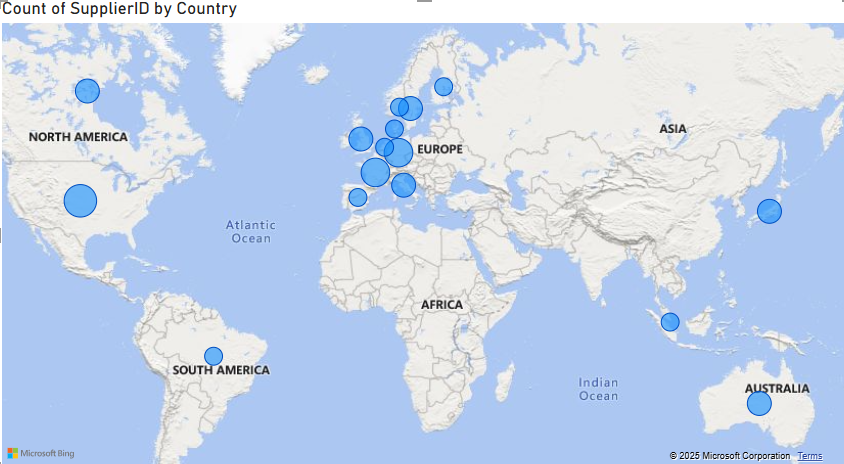 Count of SupplierID by Country
NORTH AMERICA
ASIA
EUROPE
Atlantic
Ocean
AFRICA
SOUTH AMERICA
Indian
Ocean
AUSTRALIA
Microsoft Bing
© 2025 Microsoft Corporation Terms